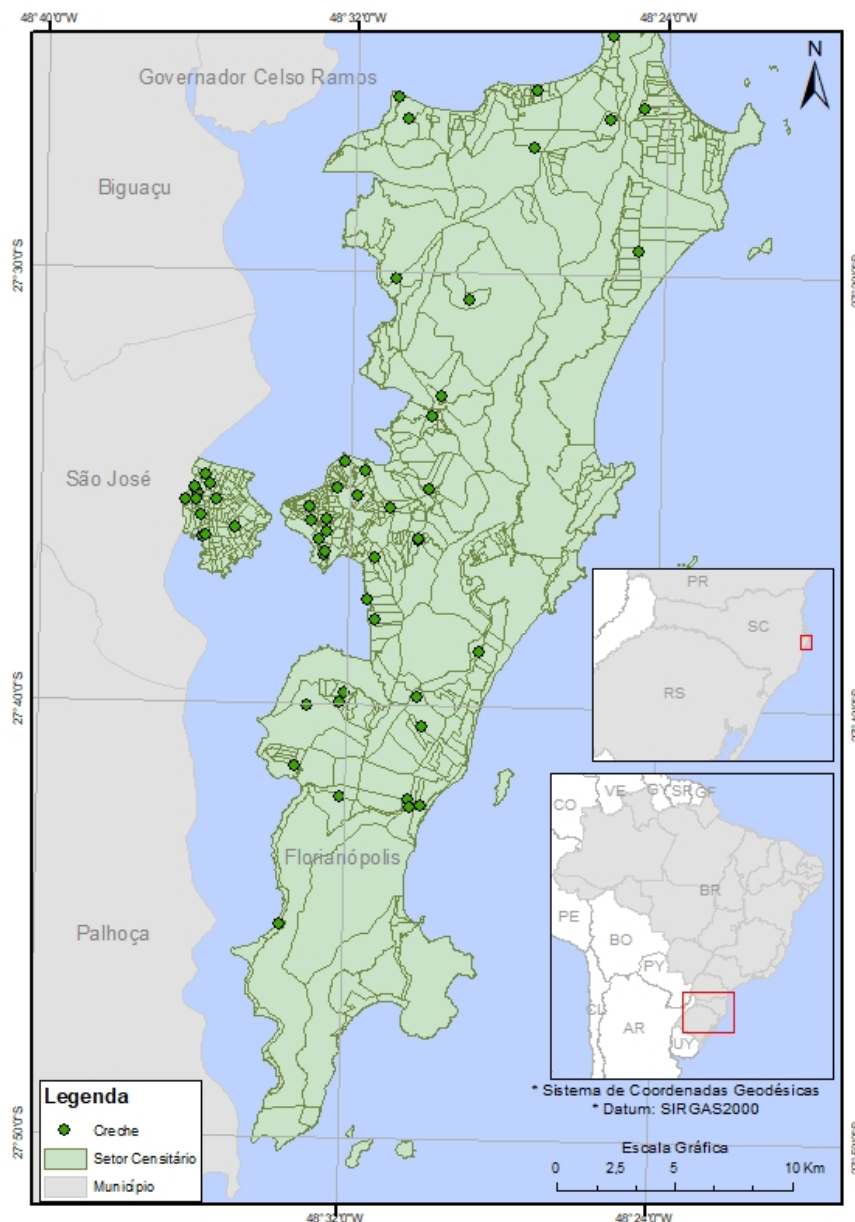 48°40'0"W
48°32'0"W
48°24'0"W
N
Governador Celso Ramos
Biguaçu
27°30'0"S
São José
PR
SC
RS
27°40'0"S
CO
VE
GY
SR
GF
BR
PE
BO
PY
CL
AR
UY
Florianópolis
Palhoça
* Sistema de Coordenadas Geodésicas
* Datum: SIRGAS2000
Legenda
Creche
Setor Censitário
Município
27°50'0"S
Escala Gráfica
0 2,5 5 10 Km
48°32'0"W
48°24'0"W